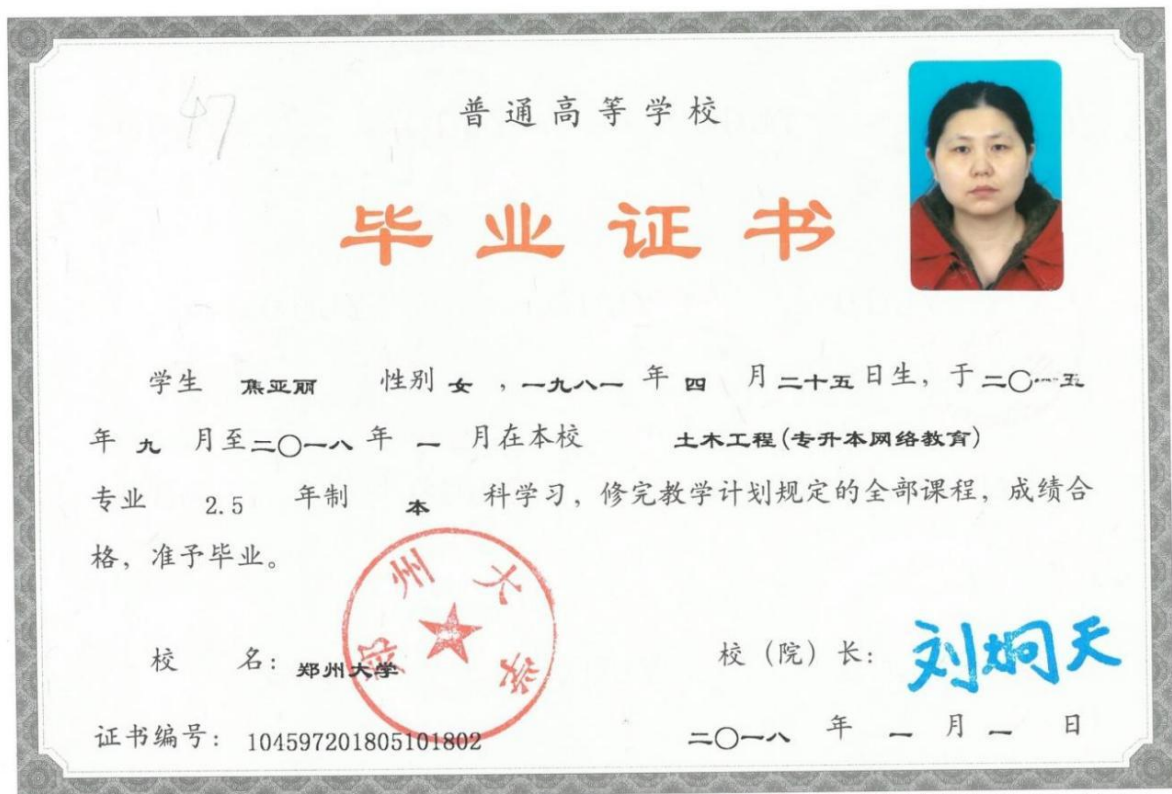 47
普通高等学校
毕业证书
学生 焦亚丽 性别 女 ，一九八一 年 四 月 二十五 日生，于 二〇一五
年 九 月至 二〇一八 年 一 月在本校 土木工程(专升本网络教育)
专业 2.5 年制 本 科学习，修完教学计划规定的全部课程，成绩合
格，准予毕业。
郑州大学
校 名：郑州大学 校（院）长：刘炯天
证书编号：104597201805101802 二〇一八 年 一 月 一 日